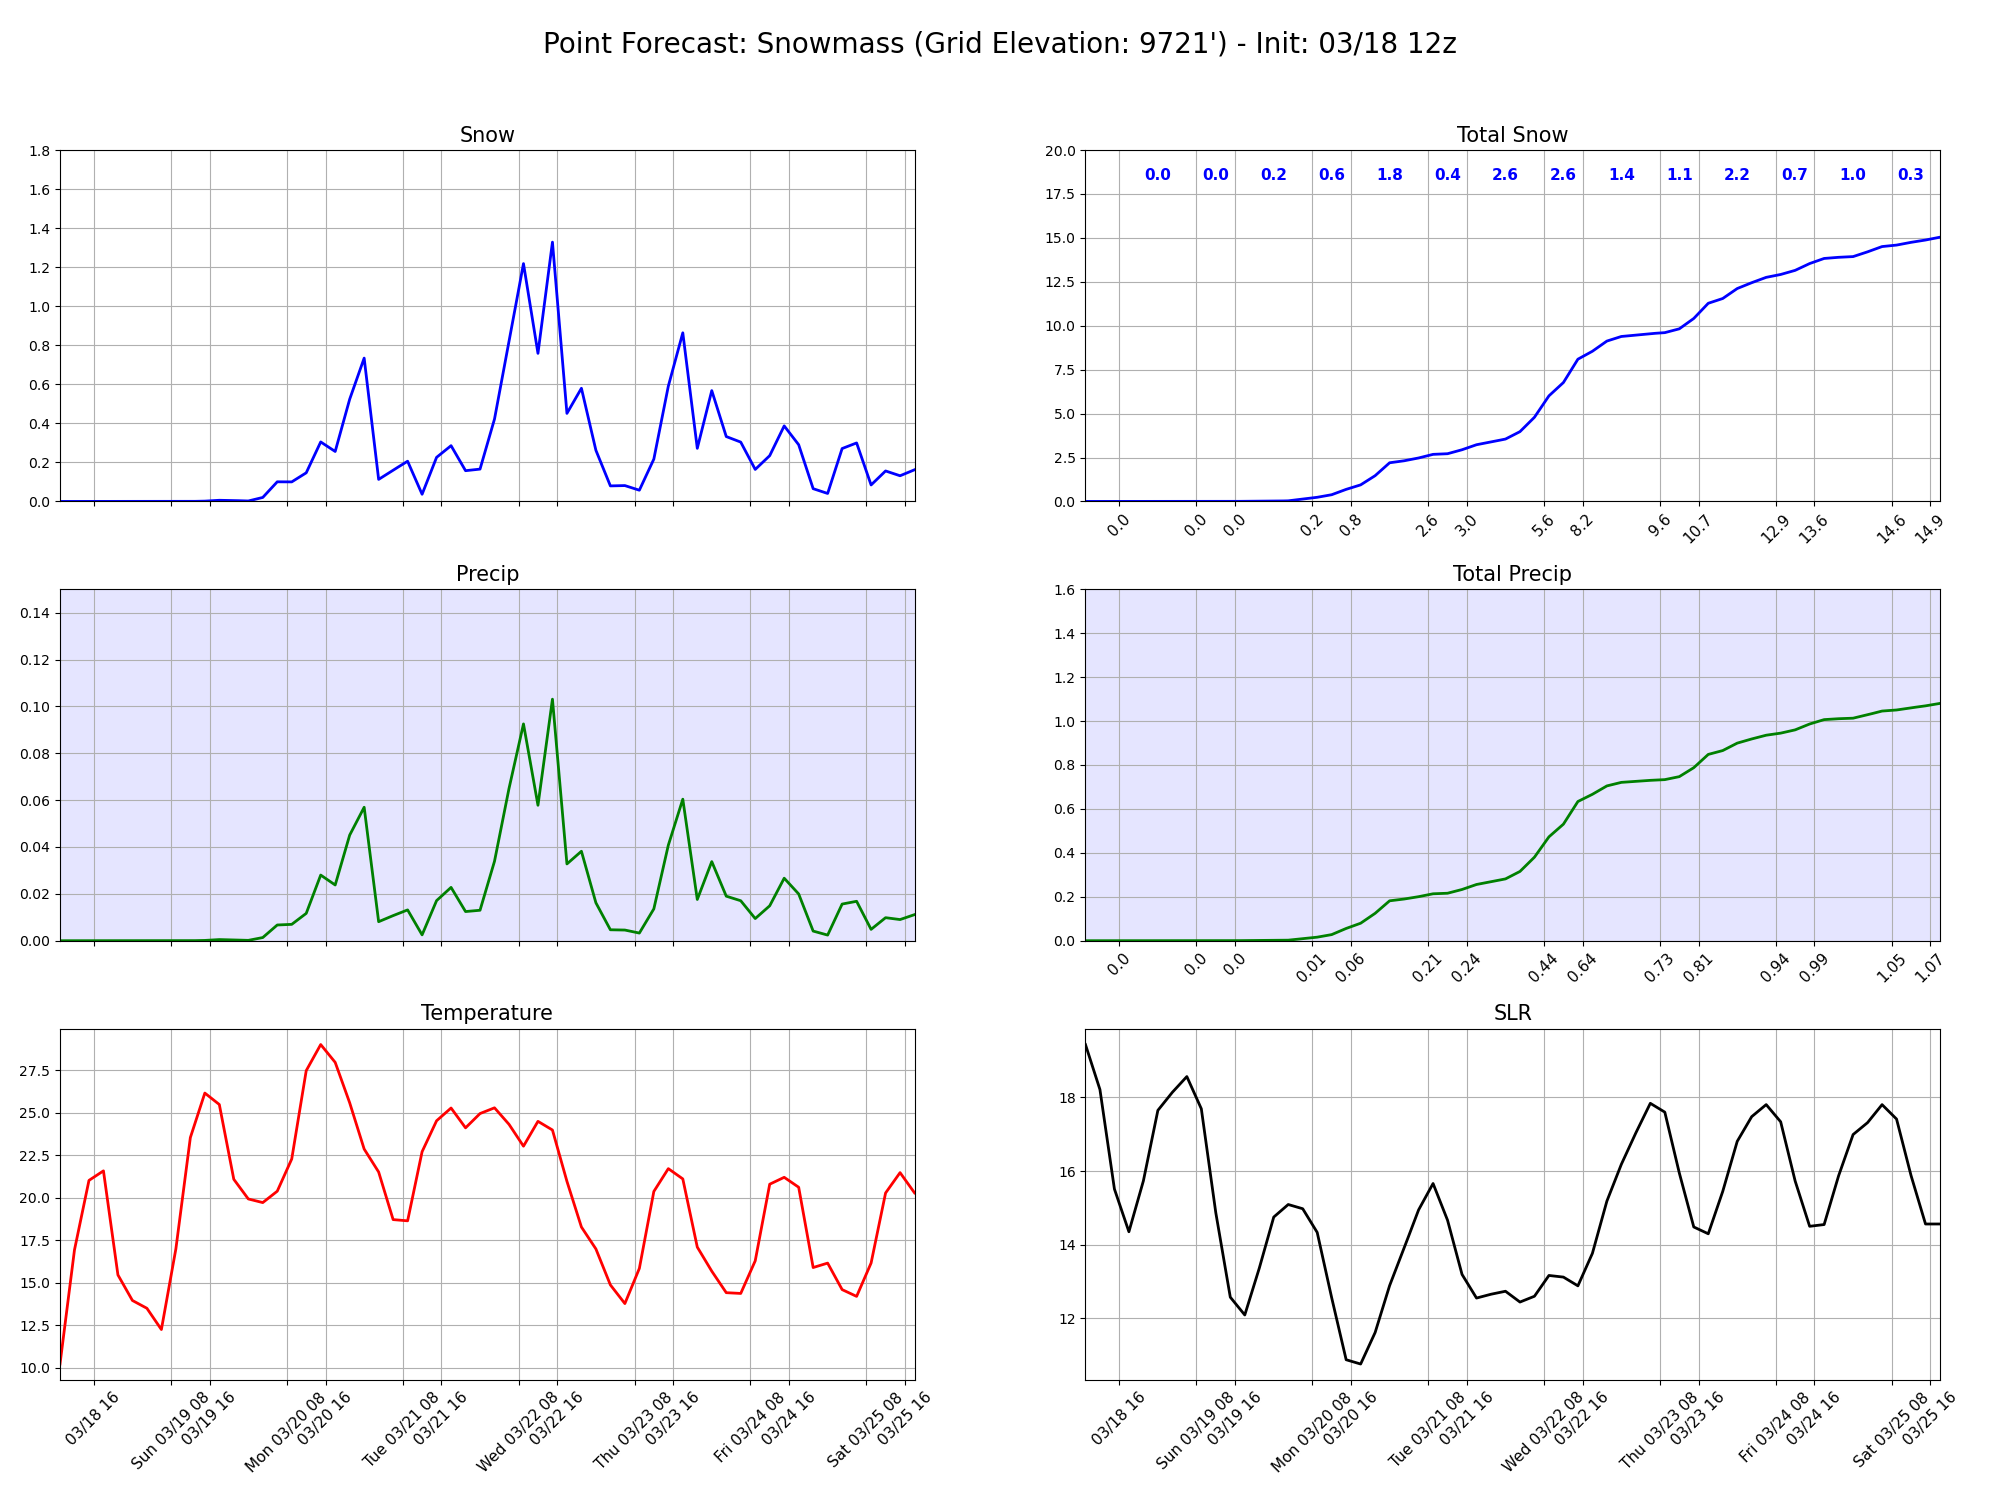 Point Forecast: Snowmass (Grid Elevation: 9721') - Init: 03/18 12z
Snow
1.8
1.6
1.4
1.2
1.0
0.8
0.6
0.4
0.2
0.0
Total Snow
20.0
17.5
15.0
12.5
10.0
7.5
5.0
2.5
0.0
0.0 0.0 0.2 0.6 1.8 0.4 2.6 2.6 1.4 1.1 2.2 0.7 1.0 0.3
0.0 0.0 0.0 0.2 0.8 2.6 3.0 5.6 8.2 9.6 10.7 12.9 13.6 14.6 14.9
Precip
0.14
0.12
0.10
0.08
0.06
0.04
0.02
0.00
Total Precip
1.6
1.4
1.2
1.0
0.8
0.6
0.4
0.2
0.0
0.0 0.0 0.0 0.01 0.06 0.21 0.24 0.44 0.64 0.73 0.81 0.94 0.99 1.05 1.07
Temperature
27.5
25.0
22.5
20.0
17.5
15.0
12.5
10.0
03/18 16
Sun 03/19 08
03/19 16
Mon 03/20 08
03/20 16
Tue 03/21 08
03/21 16
Wed 03/22 08
03/22 16
Thu 03/23 08
03/23 16
Fri 03/24 08
03/24 16
Sat 03/25 08
03/25 16
SLR
18
16
14
12
03/18 16
Sun 03/19 08
03/19 16
Mon 03/20 08
03/20 16
Tue 03/21 08
03/21 16
Wed 03/22 08
03/22 16
Thu 03/23 08
03/23 16
Fri 03/24 08
03/24 16
Sat 03/25 08
03/25 16